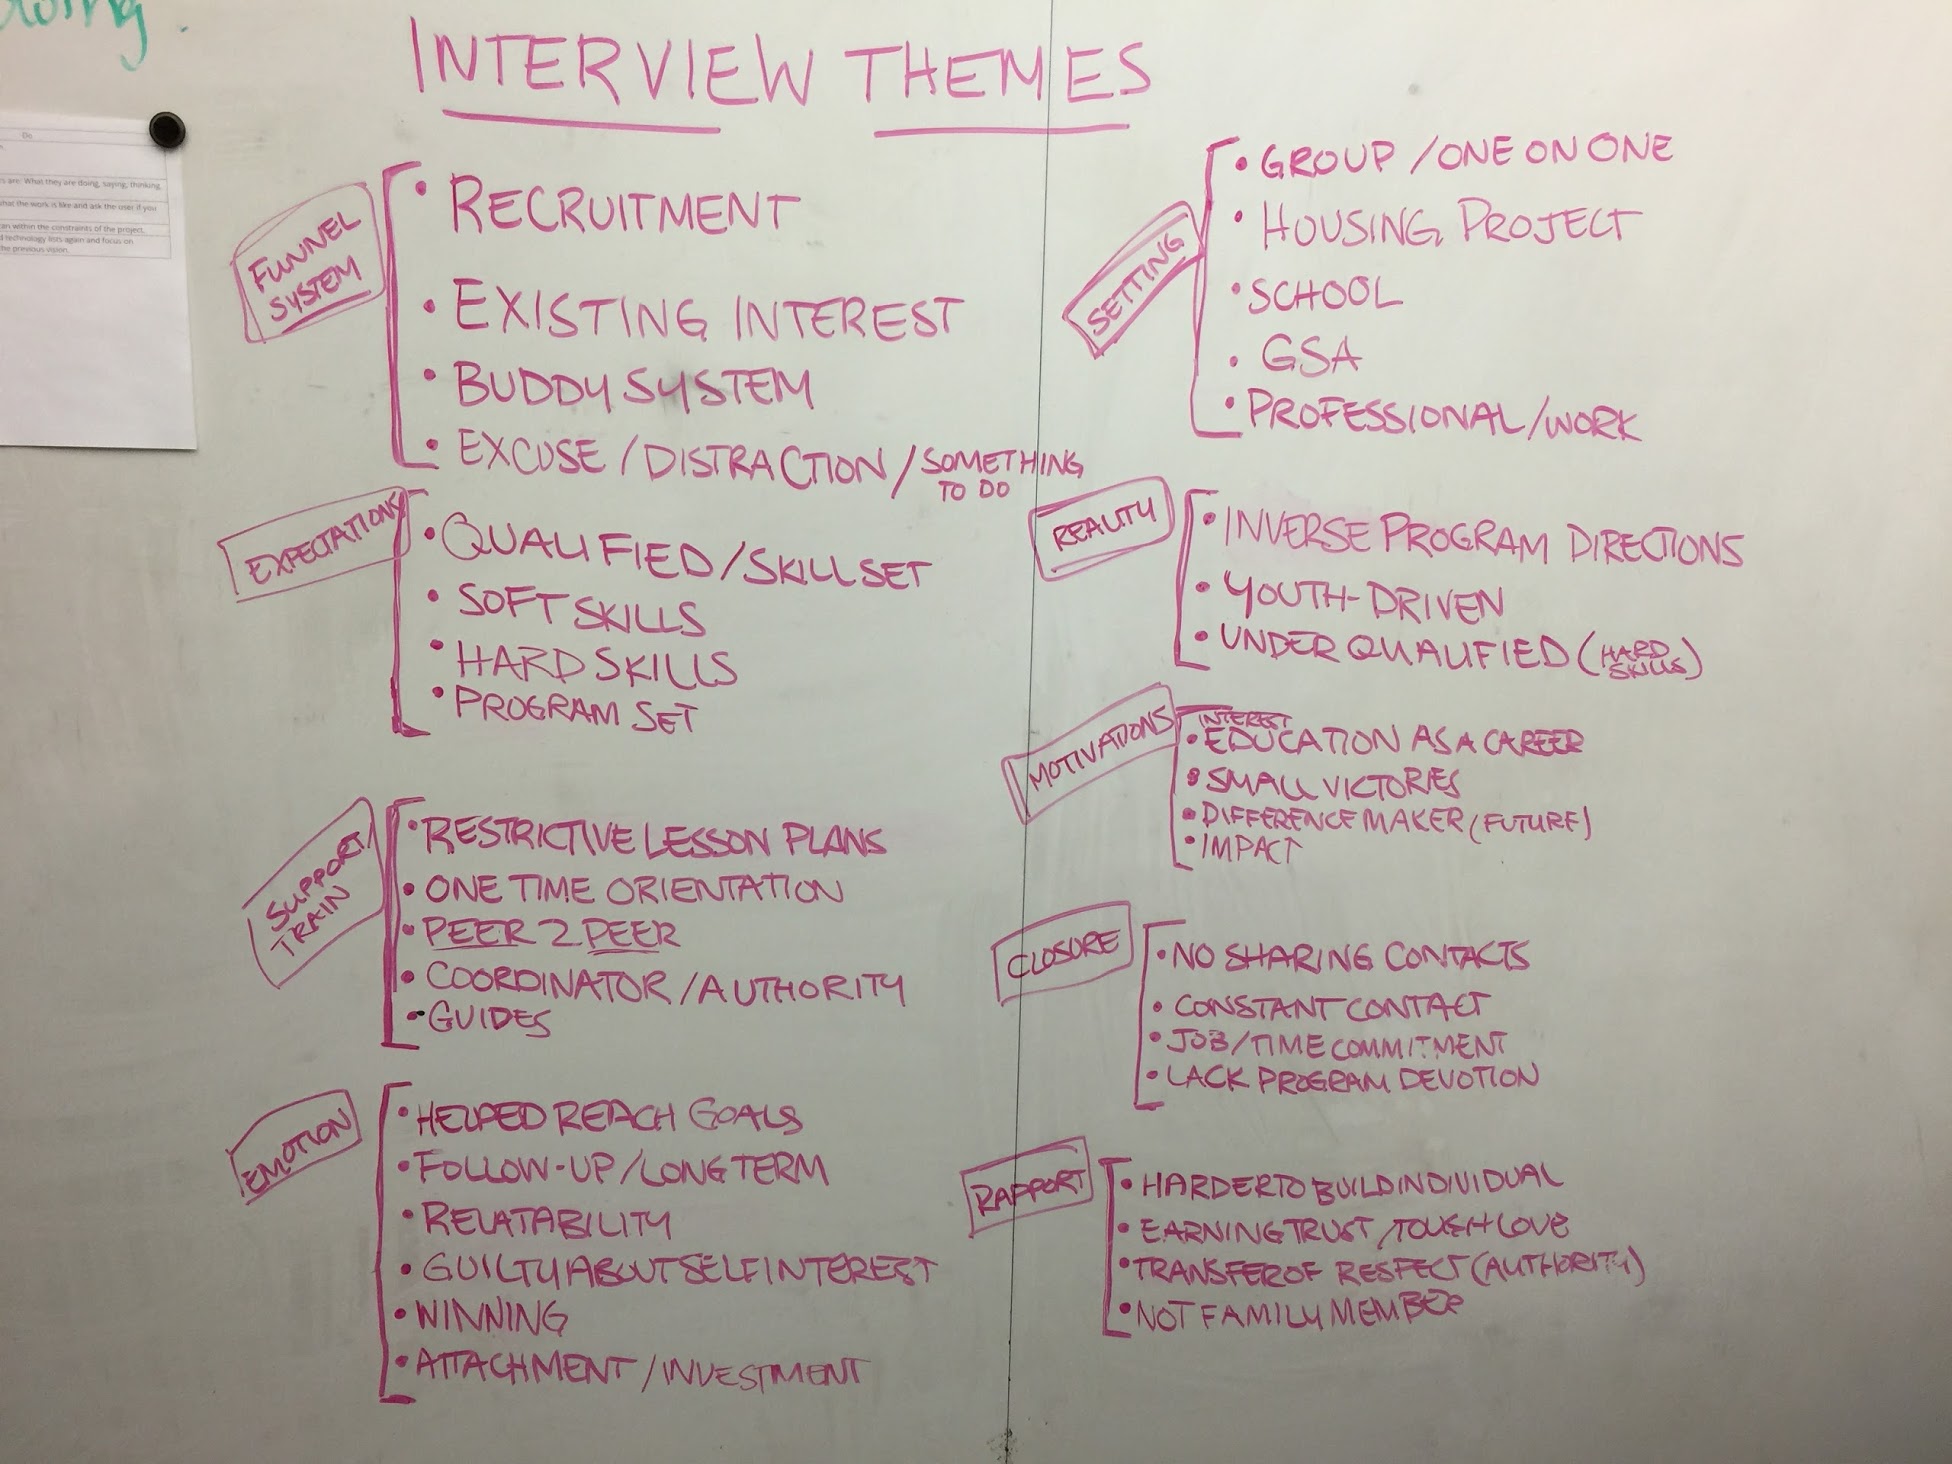 INTERVIEW THEMES
Do
s are: What they are doing, saying, thinking,
what the work is like and ask the user if you
can within the constraints of the project.
d technology lists again and focus on
the previous vision.
FUNNEL
SYSTEM
• RECRUITMENT
• EXISTING INTEREST
• BUDDY SYSTEM
• EXCUSE / DISTRACTION / SOMETHING
TO DO
EXPECTATIONS
• QUALIFIED / SKILLSET
• SOFT SKILLS
• HARD SKILLS
• PROGRAM SET
SUPPORT/
TRAIN
• RESTRICTIVE LESSON PLANS
• ONE TIME ORIENTATION
• PEER 2 PEER
• COORDINATOR / AUTHORITY
• GUIDES
EMOTION
• HELPED REACH GOALS
• FOLLOW-UP / LONG TERM
• RELATABILITY
• GUILTY ABOUT SELF INTEREST
• WINNING
• ATTACHMENT / INVESTMENT
SETTING
• GROUP / ONE ON ONE
• HOUSING PROJECT
• SCHOOL
• GSA
• PROFESSIONAL / WORK
REALITY
• INVERSE PROGRAM DIRECTIONS
• YOUTH-DRIVEN
• UNDER QUALIFIED (HARD
SKILLS)
MOTIVATIONS
INTEREST
• EDUCATION AS A CAREER
• SMALL VICTORIES
• DIFFERENCE MAKER (FUTURE)
• IMPACT
CLOSURE
• NO SHARING CONTACTS
• CONSTANT CONTACT
• JOB / TIME COMMITMENT
• LACK PROGRAM DEVOTION
RAPPORT
• HARDER TO BUILD INDIVIDUAL
• EARNING TRUST / TOUGH LOVE
• TRANSFER OF RESPECT (AUTHORITY)
• NOT FAMILY MEMBER